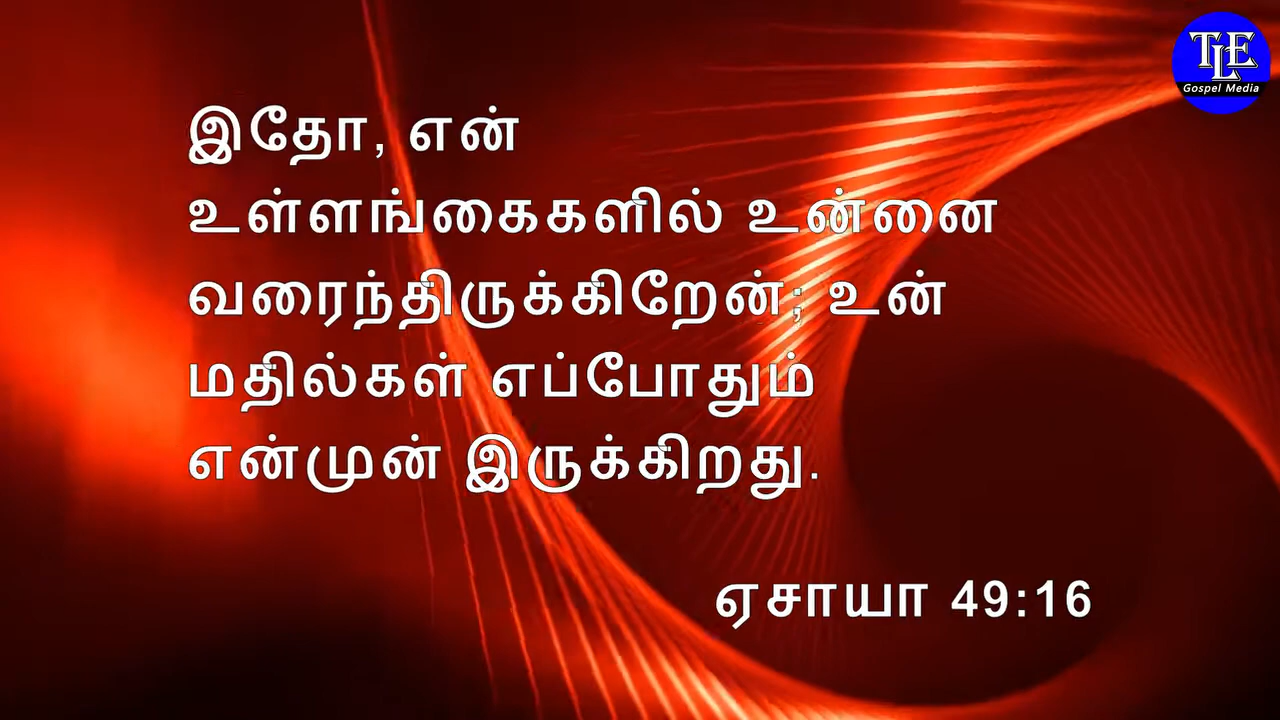 TLE
Gospel Media
இதோ, என்
உள்ளங்கைகளில் உன்னை
வரைந்திருக்கிறேன்; உன்
மதில்கள் எப்போதும்
என்முன் இருக்கிறது.
ஏசாயா 49:16